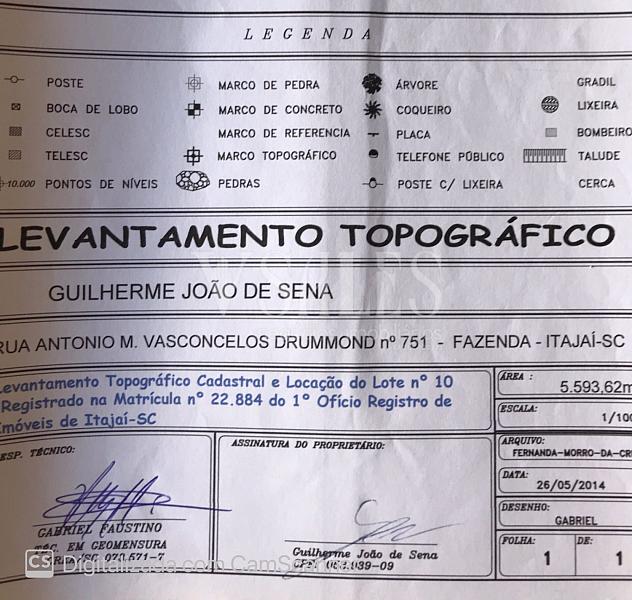 LEGENDA
POSTE
MARCO DE PEDRA
ÁRVORE
GRADIL
BOCA DE LOBO
MARCO DE CONCRETO
COQUEIRO
LIXEIRA
CELESC
MARCO DE REFERENCIA
PLACA
BOMBEIRO
TELESC
MARCO TOPOGRÁFICO
TELEFONE PÚBLICO
TALUDE
10.000 PONTOS DE NÍVEIS
PEDRAS
POSTE C/ LIXEIRA
CERCA
LEVANTAMENTO TOPOGRÁFICO
GUILHERME JOÃO DE SENA
RUA ANTONIO M. VASCONCELOS DRUMMOND nº 751 - FAZENDA - ITAJAÍ-SC
Levantamento Topográfico Cadastral e Locação do Lote nº 10
Registrado na Matrícula nº 22.884 do 1º Ofício Registro de
Imóveis de Itajaí-SC
ÁREA :
5.593,62m
ESCALA:
1/100
ESP. TÉCNICO:
GABRIEL FAUSTINO
TÉC. EM GEOMENSURA
ASSINATURA DO PROPRIETÁRIO:
Guilherme João de Sena
ARQUIVO:
FERNANDA-MORRO-DA-CR
DATA:
26/05/2014
DESENHO:
GABRIEL
FOLHA:
1
DE:
1
CS Digitalizada com CamScanner